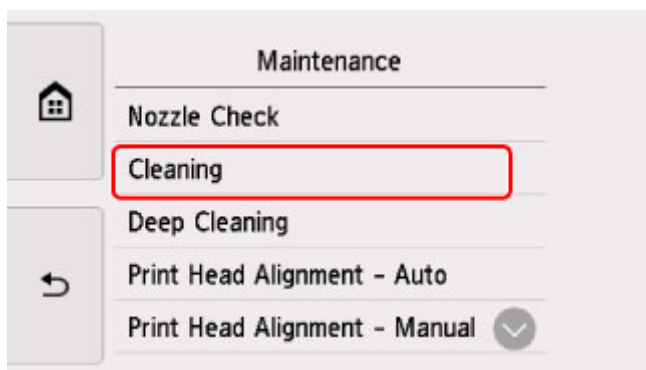 Maintenance
Nozzle Check
Cleaning
Deep Cleaning
Print Head Alignment - Auto
Print Head Alignment - Manual